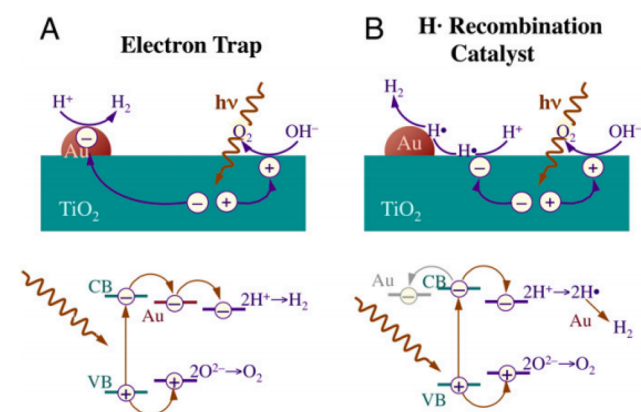 A
Electron Trap
H⁺
H₂
hν
O₂
OH⁻
−
Au
+
−
+
TiO₂
CB
−
−
Au
−
2H⁺→H₂
VB
+
+
2O²⁻→O₂
B
H· Recombination
Catalyst
H₂
hν
H•
H•
H⁺
O₂
OH⁻
Au
−
+
−
+
TiO₂
Au
−
CB
−
−
2H⁺→2H•
Au
H₂
VB
+
+
2O²⁻→O₂